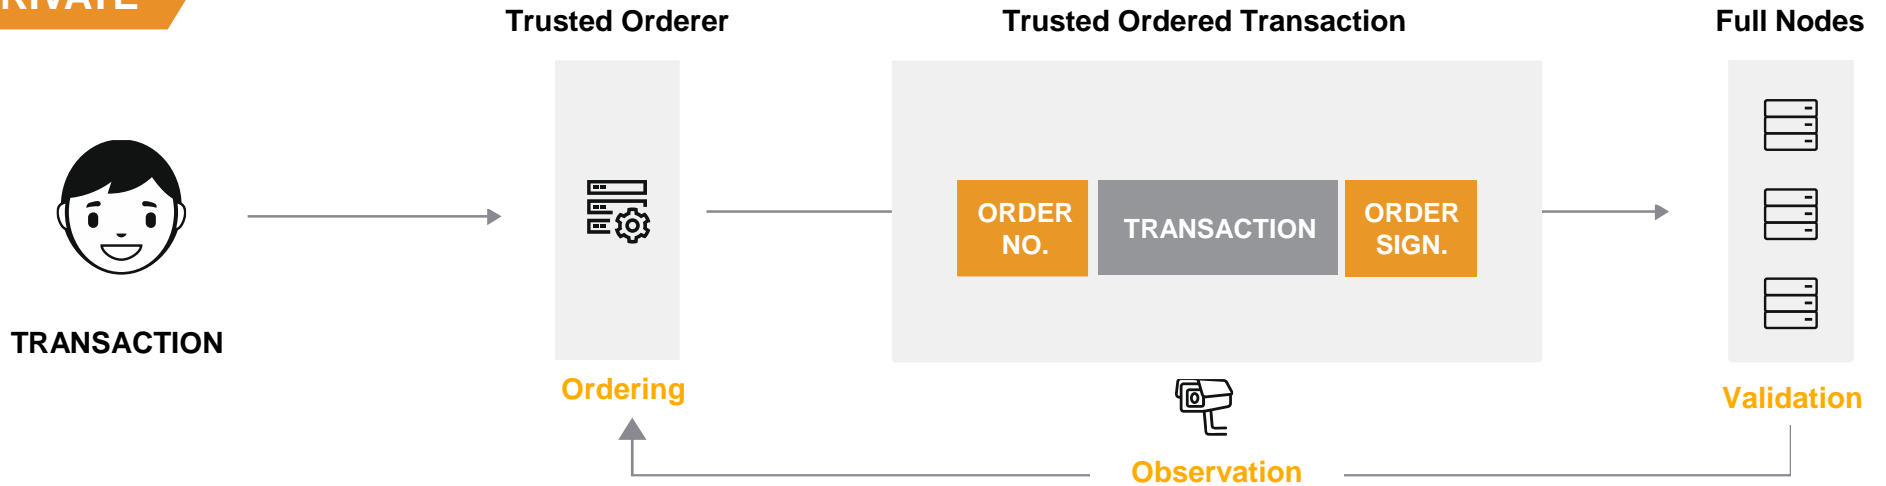 Trusted Orderer
Trusted Ordered Transaction
Full Nodes
ORDER
NO.
TRANSACTION
ORDER
SIGN.
TRANSACTION
Ordering
Validation
Observation